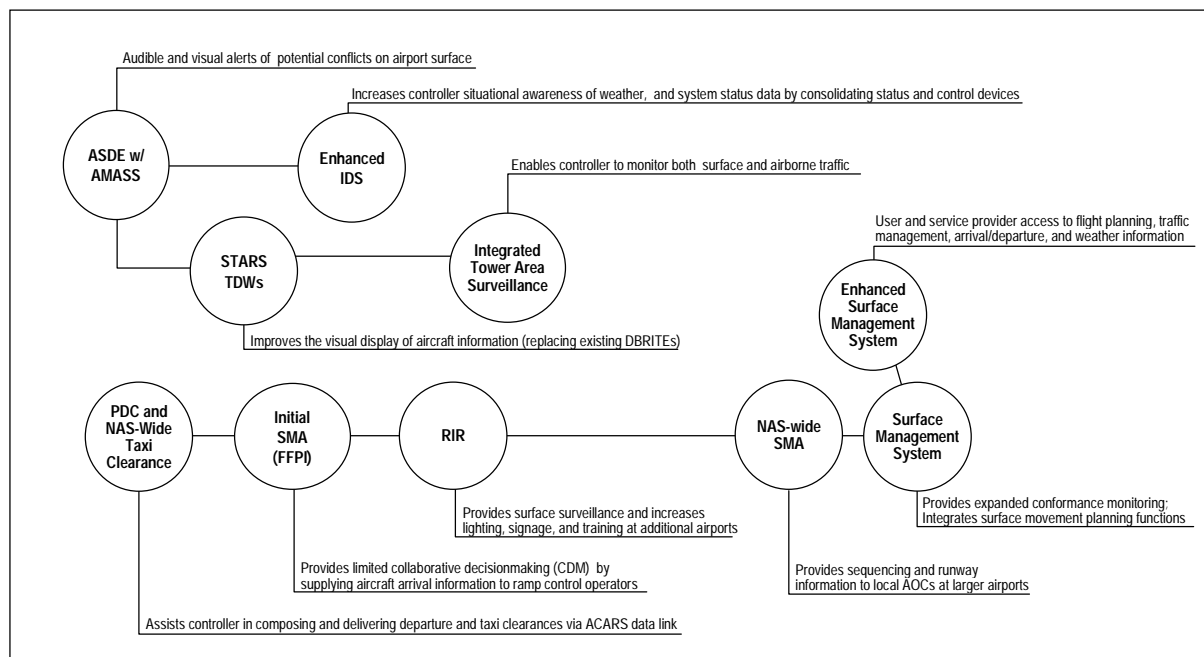 Audible and visual alerts of potential conflicts on airport surface
Increases controller situational awareness of weather, and system status data by consolidating status and control devices
ASDE w/
AMASS
Enhanced
IDS
Enables controller to monitor both surface and airborne traffic
User and service provider access to flight planning, traffic
management, arrival/departure, and weather information
STARS
TDWs
Integrated
Tower Area
Surveillance
Enhanced
Surface
Management
System
Improves the visual display of aircraft information (replacing existing DBRITEs)
PDC and
NAS-Wide
Taxi
Clearance
Initial
SMA
(FFPI)
RIR
NAS-wide
SMA
Surface
Management
System
Provides surface surveillance and increases
lighting, signage, and training at additional airports
Provides expanded conformance monitoring;
Integrates surface movement planning functions
Provides limited collaborative decisionmaking (CDM) by
supplying aircraft arrival information to ramp control operators
Provides sequencing and runway
information to local AOCs at larger airports
Assists controller in composing and delivering departure and taxi clearances via ACARS data link